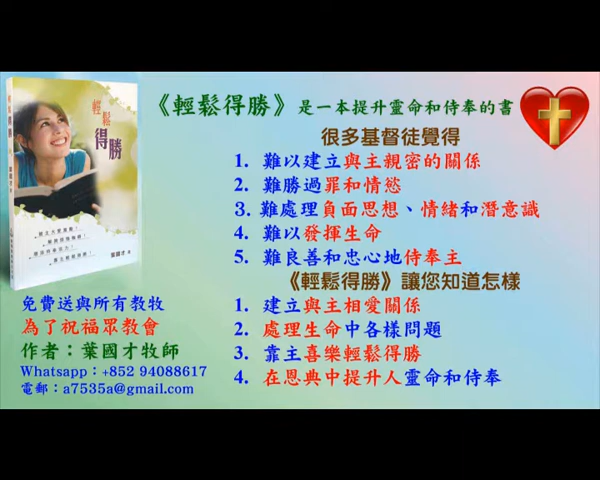 《輕鬆得勝》是一本提升靈命和侍奉的書
很多基督徒覺得
1. 難以建立與主親密的關係
2. 難勝過罪和情慾
3. 難處理負面思想、情緒和潛意識
4. 難以發揮生命
5. 難良善和忠心地侍奉主
《輕鬆得勝》讓您知道怎樣
1. 建立與主相愛關係
2. 處理生命中各樣問題
3. 靠主喜樂輕鬆得勝
4. 在恩典中提升人靈命和侍奉
輕鬆
得勝
葉國才 著
免費送與所有教牧
為了祝福眾教會
作者：葉國才牧師
Whatsapp：+852 94088617
電郵：a7535a@gmail.com